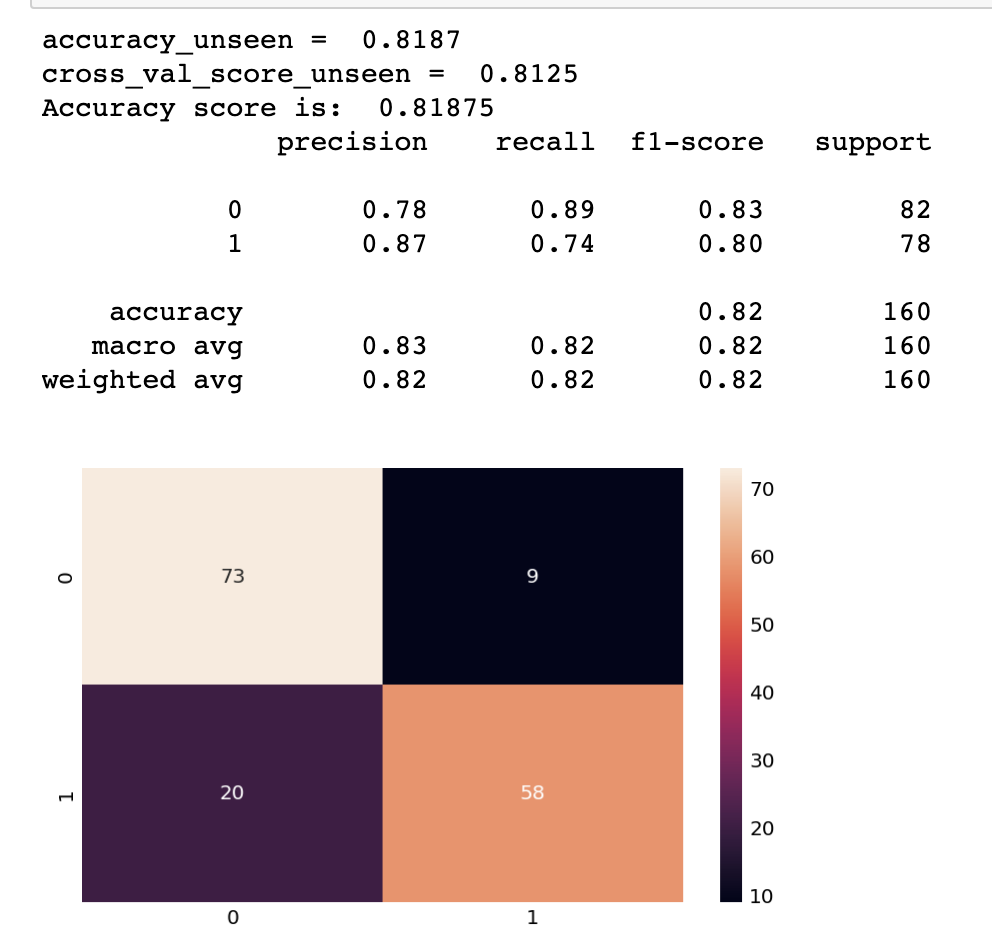 accuracy_unseen =  0.8187
cross_val_score_unseen =  0.8125
Accuracy score is:  0.81875
precision    recall  f1-score   support
0       0.78      0.89      0.83        82
1       0.87      0.74      0.80        78
accuracy                           0.82       160
macro avg       0.83      0.82      0.82       160
weighted avg       0.82      0.82      0.82       160
70
0 73 9
60
50
40
30
1 20 58
20
10
0 1